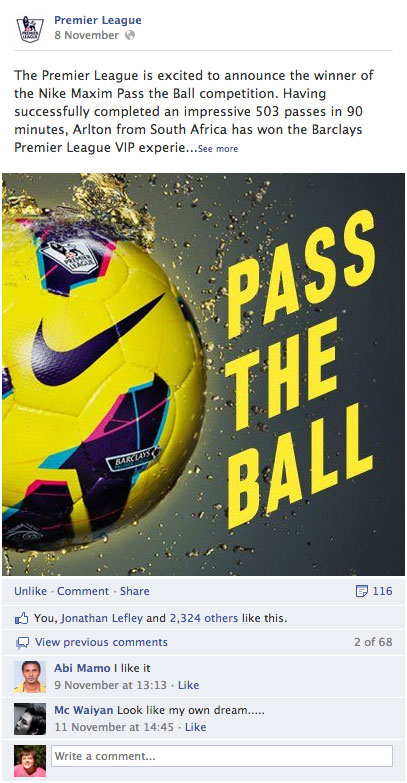 Premier League
8 November
The Premier League is excited to announce the winner of
the Nike Maxim Pass the Ball competition. Having
successfully completed an impressive 503 passes in 90
minutes, Arlton from South Africa has won the Barclays
Premier League VIP experie...See more
PREMIER
LEAGUE
BARCLAYS
PASS
THE
BALL
Unlike · Comment · Share
116
You, Jonathan Lefley and 2,324 others like this.
View previous comments
2 of 68
Abi Mamo I like it
9 November at 13:13 · Like
Mc Waiyan Look like my own dream.....
11 November at 14:45 · Like
Write a comment...